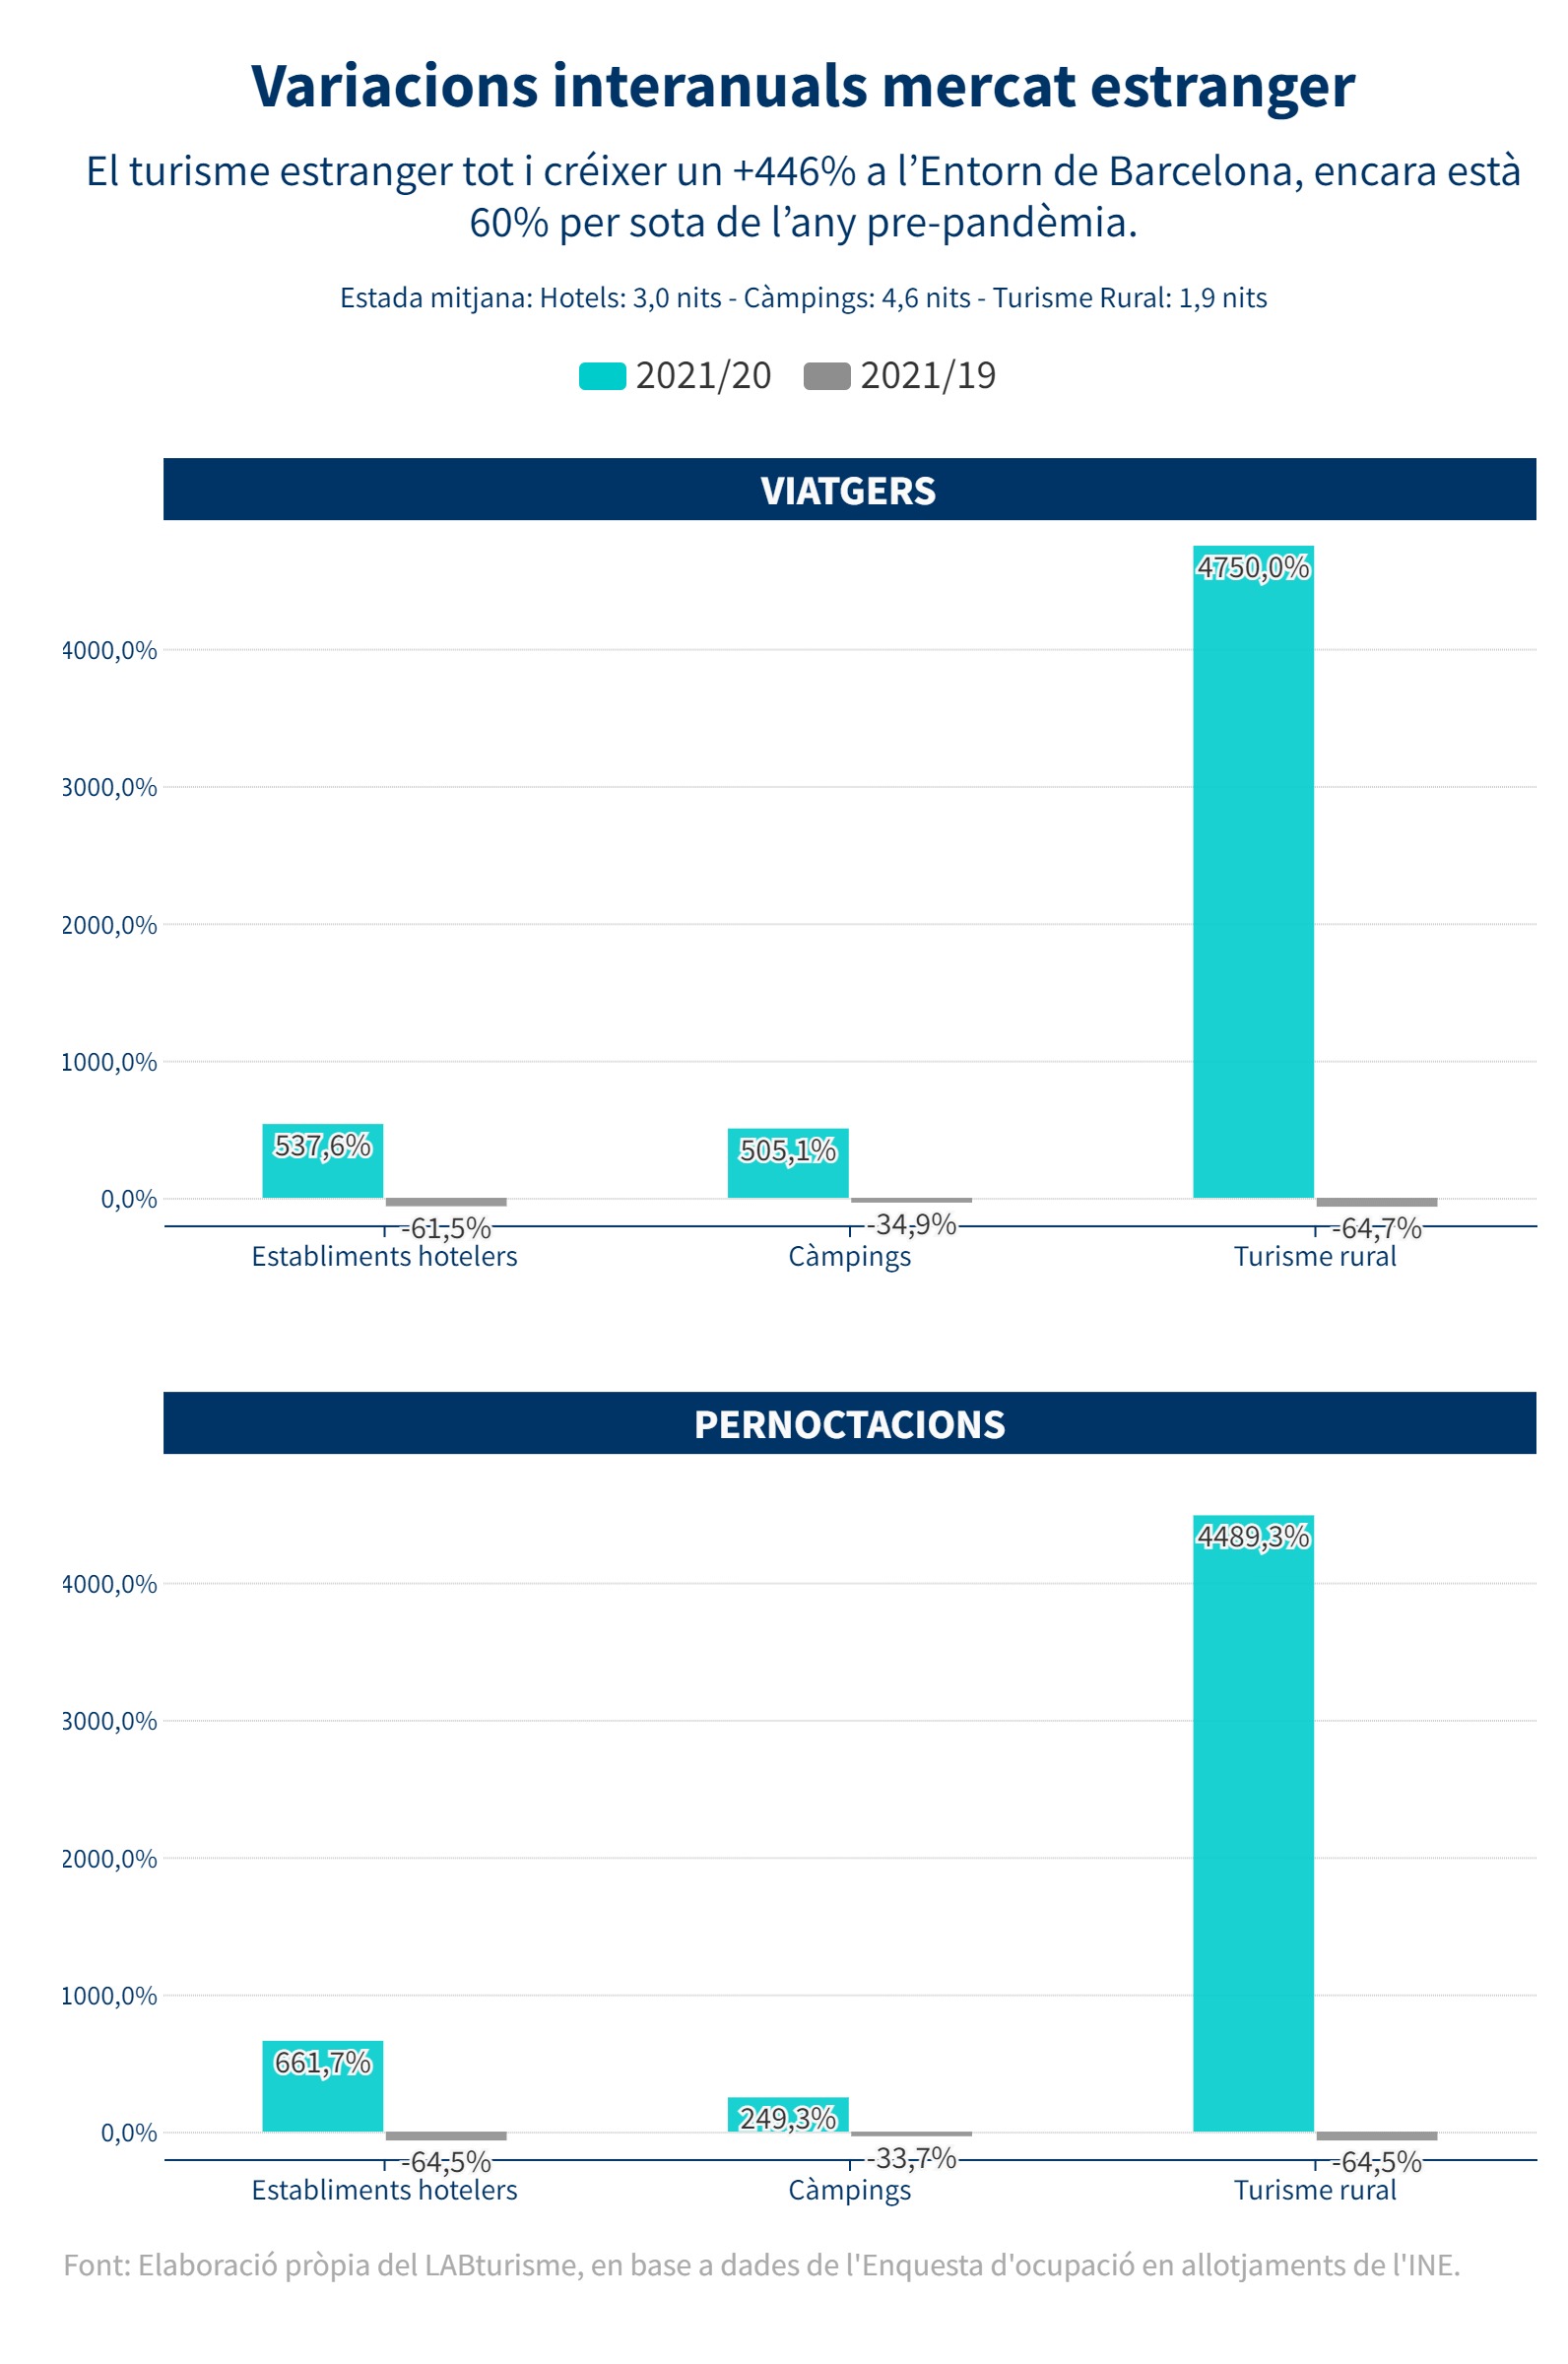 Variacions interanuals mercat estranger
El turisme estranger tot i créixer un +446% a l’Entorn de Barcelona, encara està
60% per sota de l’any pre-pandèmia.
Estada mitjana: Hotels: 3,0 nits - Càmpings: 4,6 nits - Turisme Rural: 1,9 nits
2021/20 2021/19
VIATGERS
4750,0%
4000,0%
3000,0%
2000,0%
1000,0%
537,6% 505,1%
0,0%
-61,5% -34,9% -64,7%
Establiments hotelers Càmpings Turisme rural
PERNOCTACIONS
4489,3%
4000,0%
3000,0%
2000,0%
1000,0%
661,7% 249,3%
0,0%
-64,5% -33,7% -64,5%
Establiments hotelers Càmpings Turisme rural
Font: Elaboració pròpia del LABturisme, en base a dades de l'Enquesta d'ocupació en allotjaments de l'INE.